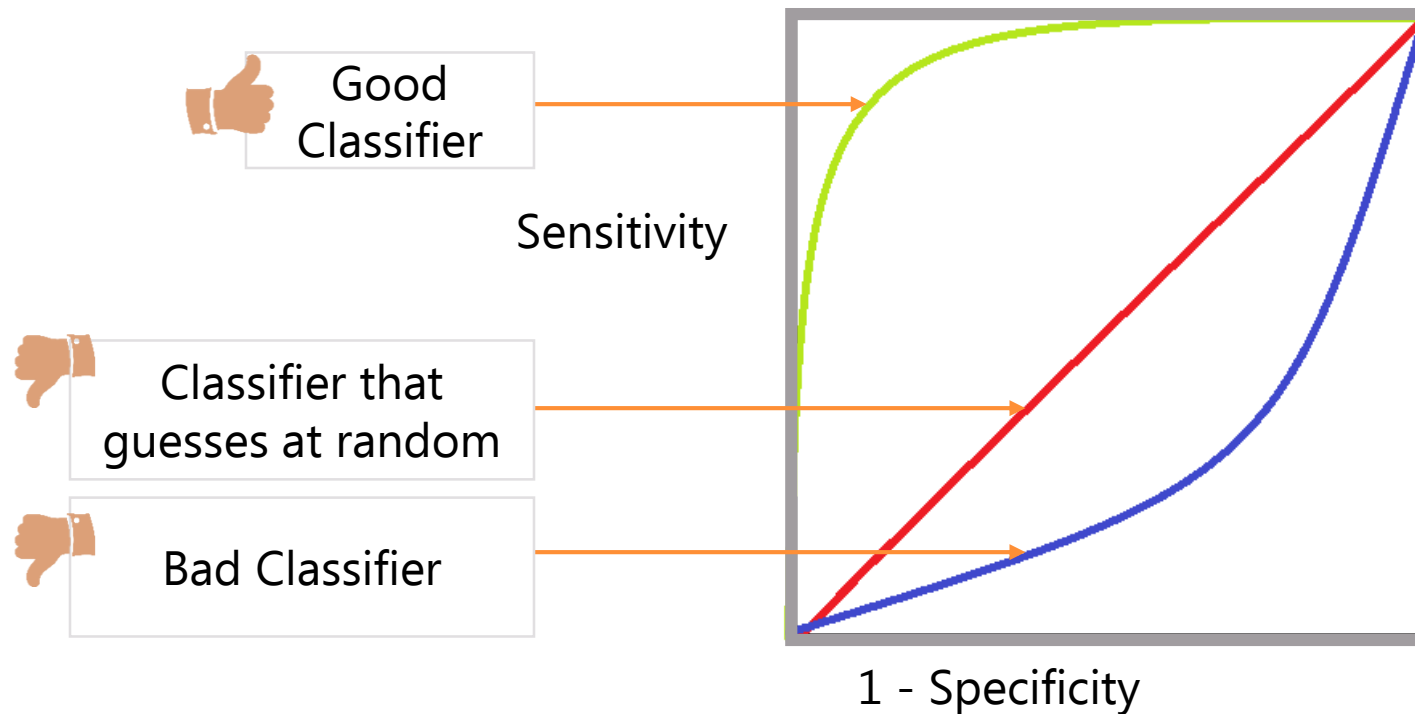 Good
Classifier
Sensitivity
Classifier that
guesses at random
Bad Classifier
1 - Specificity